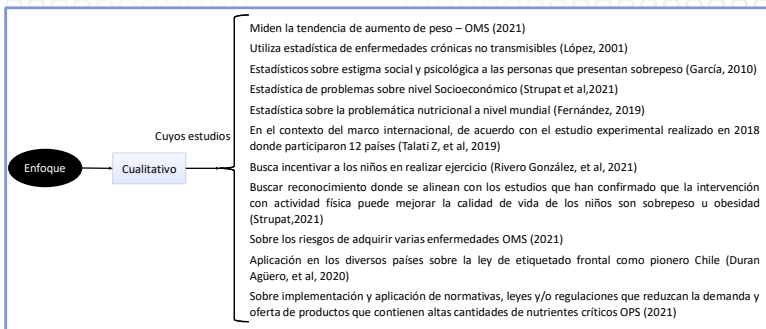 Enfoque
Cualitativo
Cuyos estudios
Miden la tendencia de aumento de peso – OMS (2021)
Utiliza estadística de enfermedades crónicas no transmisibles (López, 2001)
Estadísticos sobre estigma social y psicológica a las personas que presentan sobrepeso (García, 2010)
Estadística de problemas sobre nivel Socioeconómico (Strupat et al,2021)
Estadística sobre la problemática nutricional a nivel mundial (Fernández, 2019)
En el contexto del marco internacional, de acuerdo con el estudio experimental realizado en 2018
donde participaron 12 países (Talati Z, et al, 2019)
Busca incentivar a los niños en realizar ejercicio (Rivero González, et al, 2021)
Buscar reconocimiento donde se alinean con los estudios que han confirmado que la intervención
con actividad física puede mejorar la calidad de vida de los niños son sobrepeso u obesidad
(Strupat,2021)
Sobre los riesgos de adquirir varias enfermedades OMS (2021)
Aplicación en los diversos países sobre la ley de etiquetado frontal como pionero Chile (Duran
Agüero, et al, 2020)
Sobre implementación y aplicación de normativas, leyes y/o regulaciones que reduzcan la demanda y
oferta de productos que contienen altas cantidades de nutrientes críticos OPS (2021)